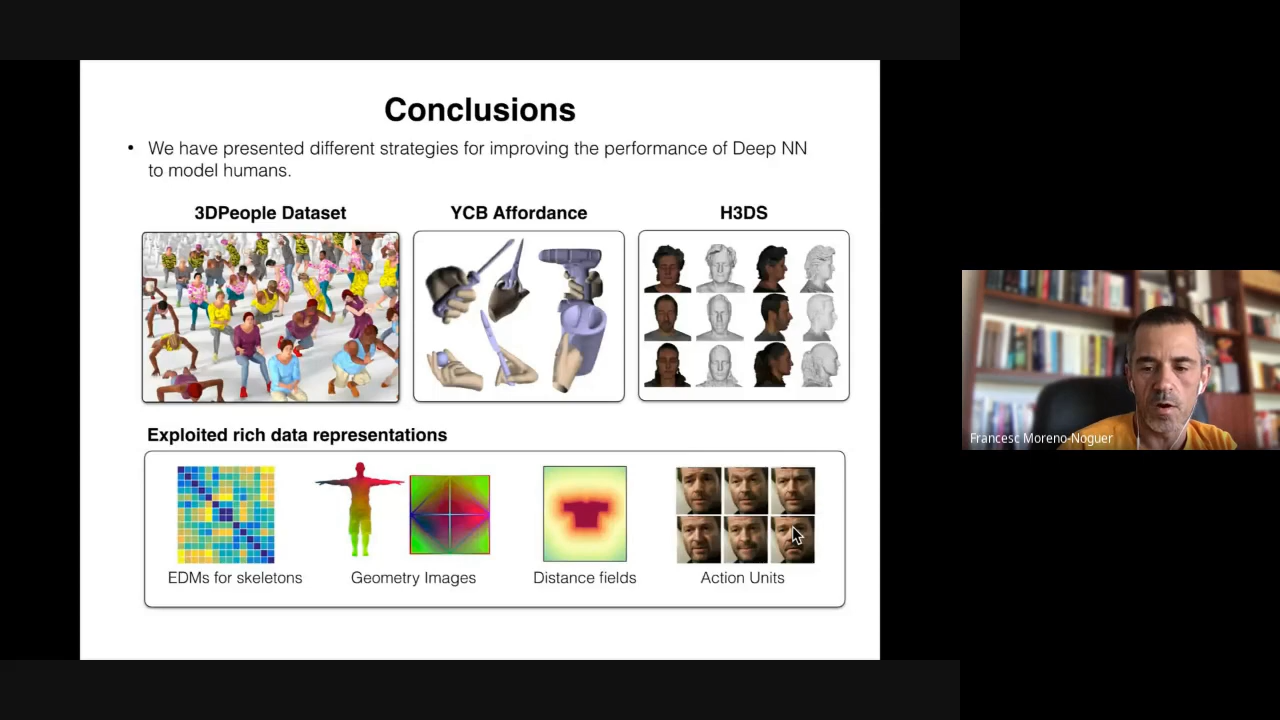 Conclusions
• We have presented different strategies for improving the performance of Deep NN
to model humans.
3DPeople Dataset
YCB Affordance
H3DS
Exploited rich data representations
EDMs for skeletons
Geometry Images
Distance fields
Action Units
Francesc Moreno-Noguer